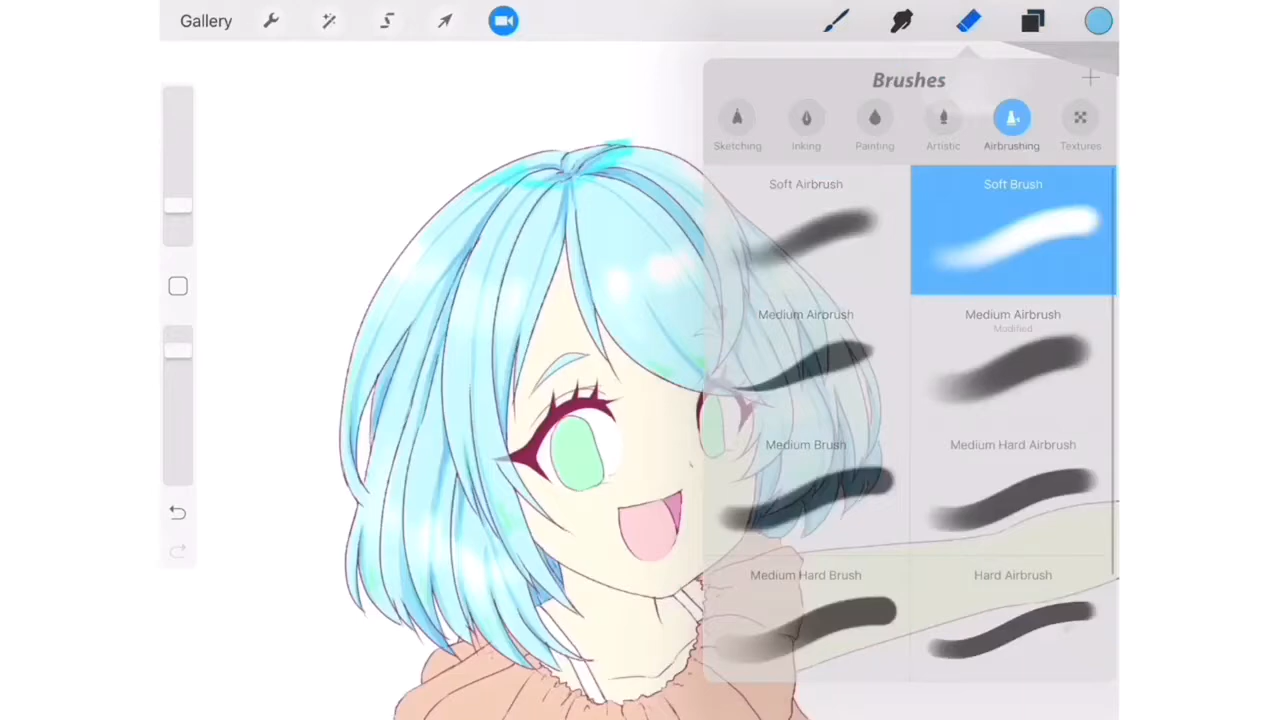 Gallery
Brushes
Sketching Inking Painting Artistic Airbrushing Textures
Soft Airbrush Soft Brush
Medium Airbrush Medium Airbrush
Modified
Medium Brush Medium Hard Airbrush
Medium Hard Brush Hard Airbrush